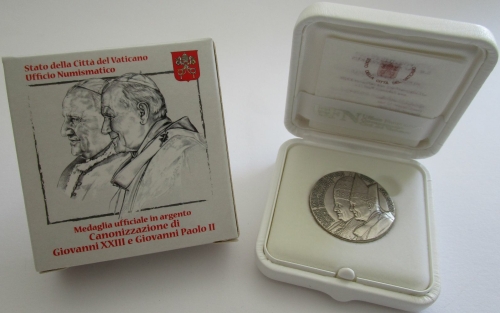 Stato della Città del Vaticano
Ufficio Numismatico
Medaglia ufficiale in argento
Canonizzazione di
Giovanni XXIII e Giovanni Paolo II